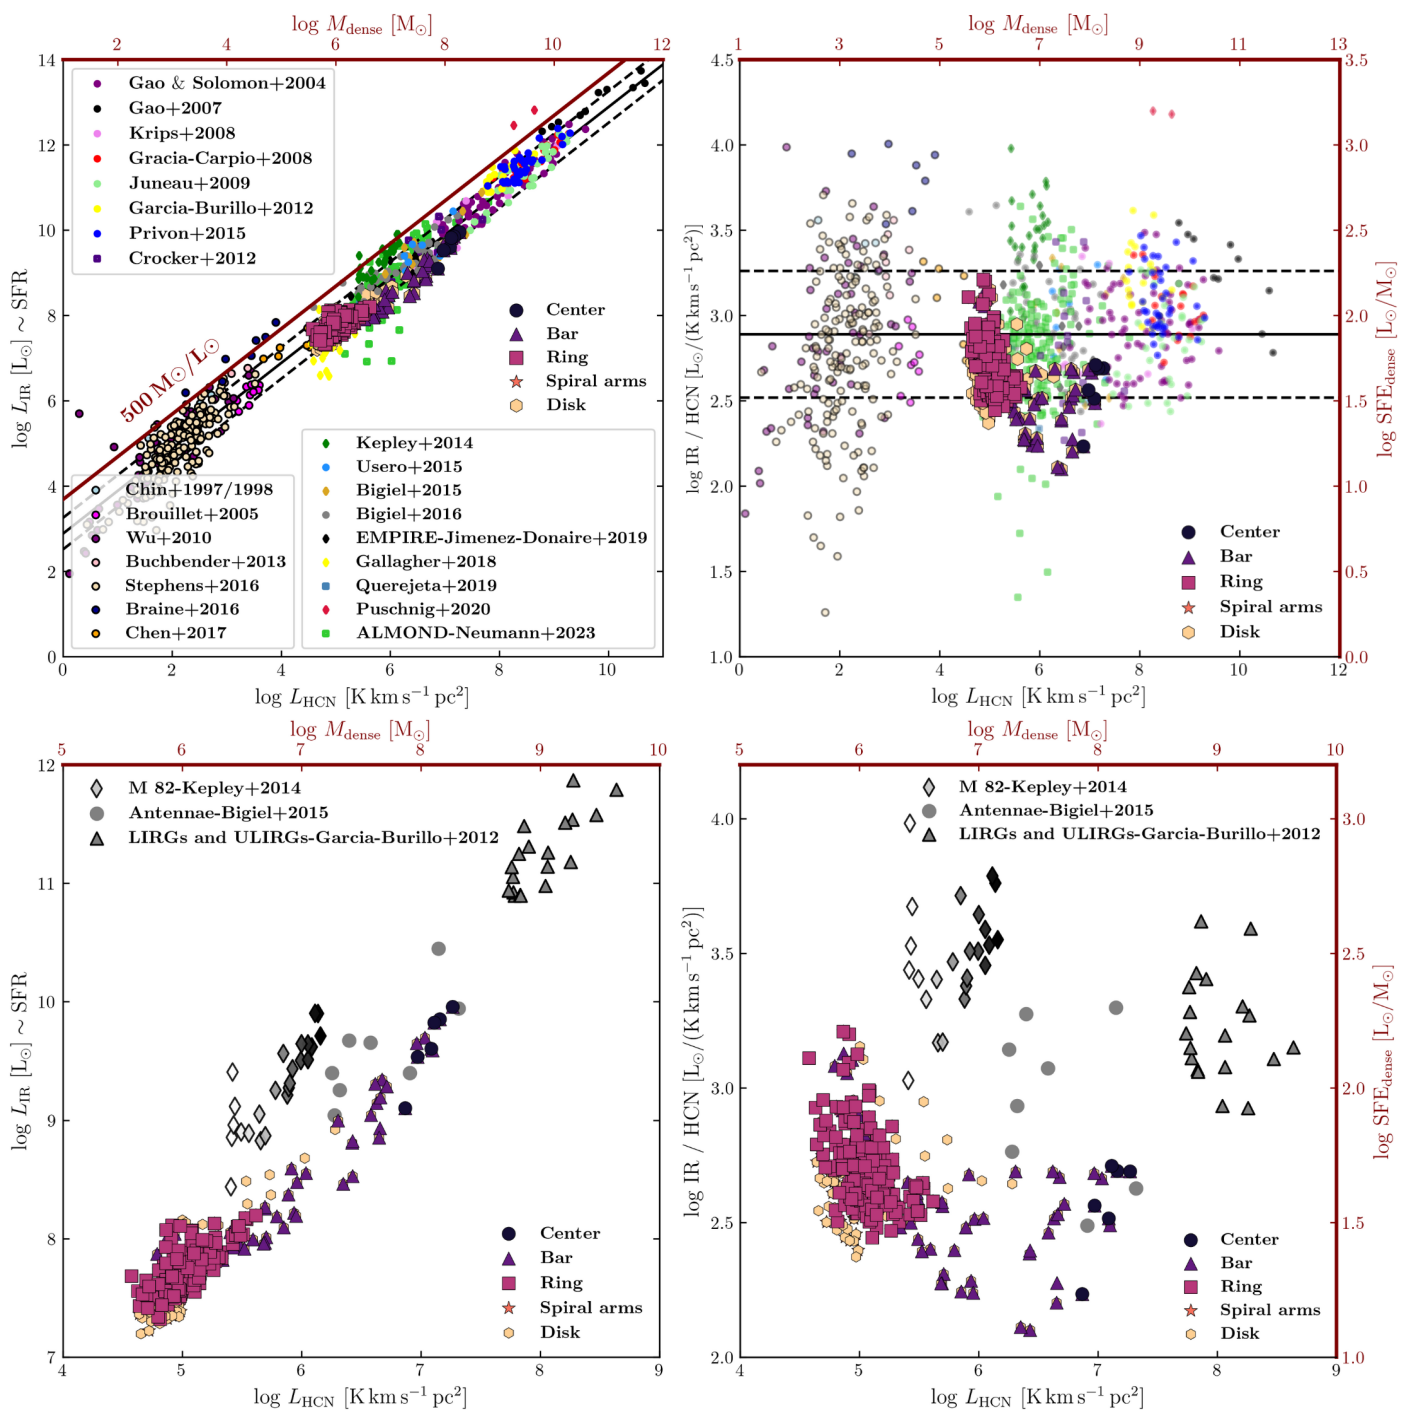 log M_dense [M⊙]
2 4 6 8 10 12
14
12
10
8
6
4
2
0
log L_IR [L⊙] ∼ SFR
Gao & Solomon+2004
Gao+2007
Krips+2008
Gracia-Carpio+2008
Juneau+2009
Garcia-Burillo+2012
Privon+2015
Crocker+2012
500M⊙/L⊙
Center
Bar
Ring
Spiral arms
Disk
Chin+1997/1998
Brouillet+2005
Wu+2010
Buchbender+2013
Stephens+2016
Braine+2016
Chen+2017
Kepley+2014
Usero+2015
Bigiel+2015
Bigiel+2016
EMPIRE-Jimenez-Donaire+2019
Gallagher+2018
Querejeta+2019
Puschnig+2020
ALMOND-Neumann+2023
0 2 4 6 8 10
log L_HCN [K km s⁻¹ pc²]
log M_dense [M⊙]
1 3 5 7 9 11 13
4.5
4.0
3.5
3.0
2.5
2.0
1.5
1.0
log IR / HCN [L⊙/(K km s⁻¹ pc²)]
3.5
3.0
2.5
2.0
1.5
1.0
0.5
0.0
log SFE_dense [L⊙/M⊙]
Center
Bar
Ring
Spiral arms
Disk
0 2 4 6 8 10 12
log L_HCN [K km s⁻¹ pc²]
log M_dense [M⊙]
5 6 7 8 9 10
12
11
10
9
8
7
log L_IR [L⊙] ∼ SFR
M 82-Kepley+2014
Antennae-Bigiel+2015
LIRGs and ULIRGs-Garcia-Burillo+2012
Center
Bar
Ring
Spiral arms
Disk
4 5 6 7 8 9
log L_HCN [K km s⁻¹ pc²]
log M_dense [M⊙]
5 6 7 8 9 10
4.0
3.5
3.0
2.5
2.0
log IR / HCN [L⊙/(K km s⁻¹ pc²)]
M 82-Kepley+2014
Antennae-Bigiel+2015
LIRGs and ULIRGs-Garcia-Burillo+2012
3.0
2.5
2.0
1.5
1.0
log SFE_dense [L⊙/M⊙]
Center
Bar
Ring
Spiral arms
Disk
4 5 6 7 8 9
log L_HCN [K km s⁻¹ pc²]